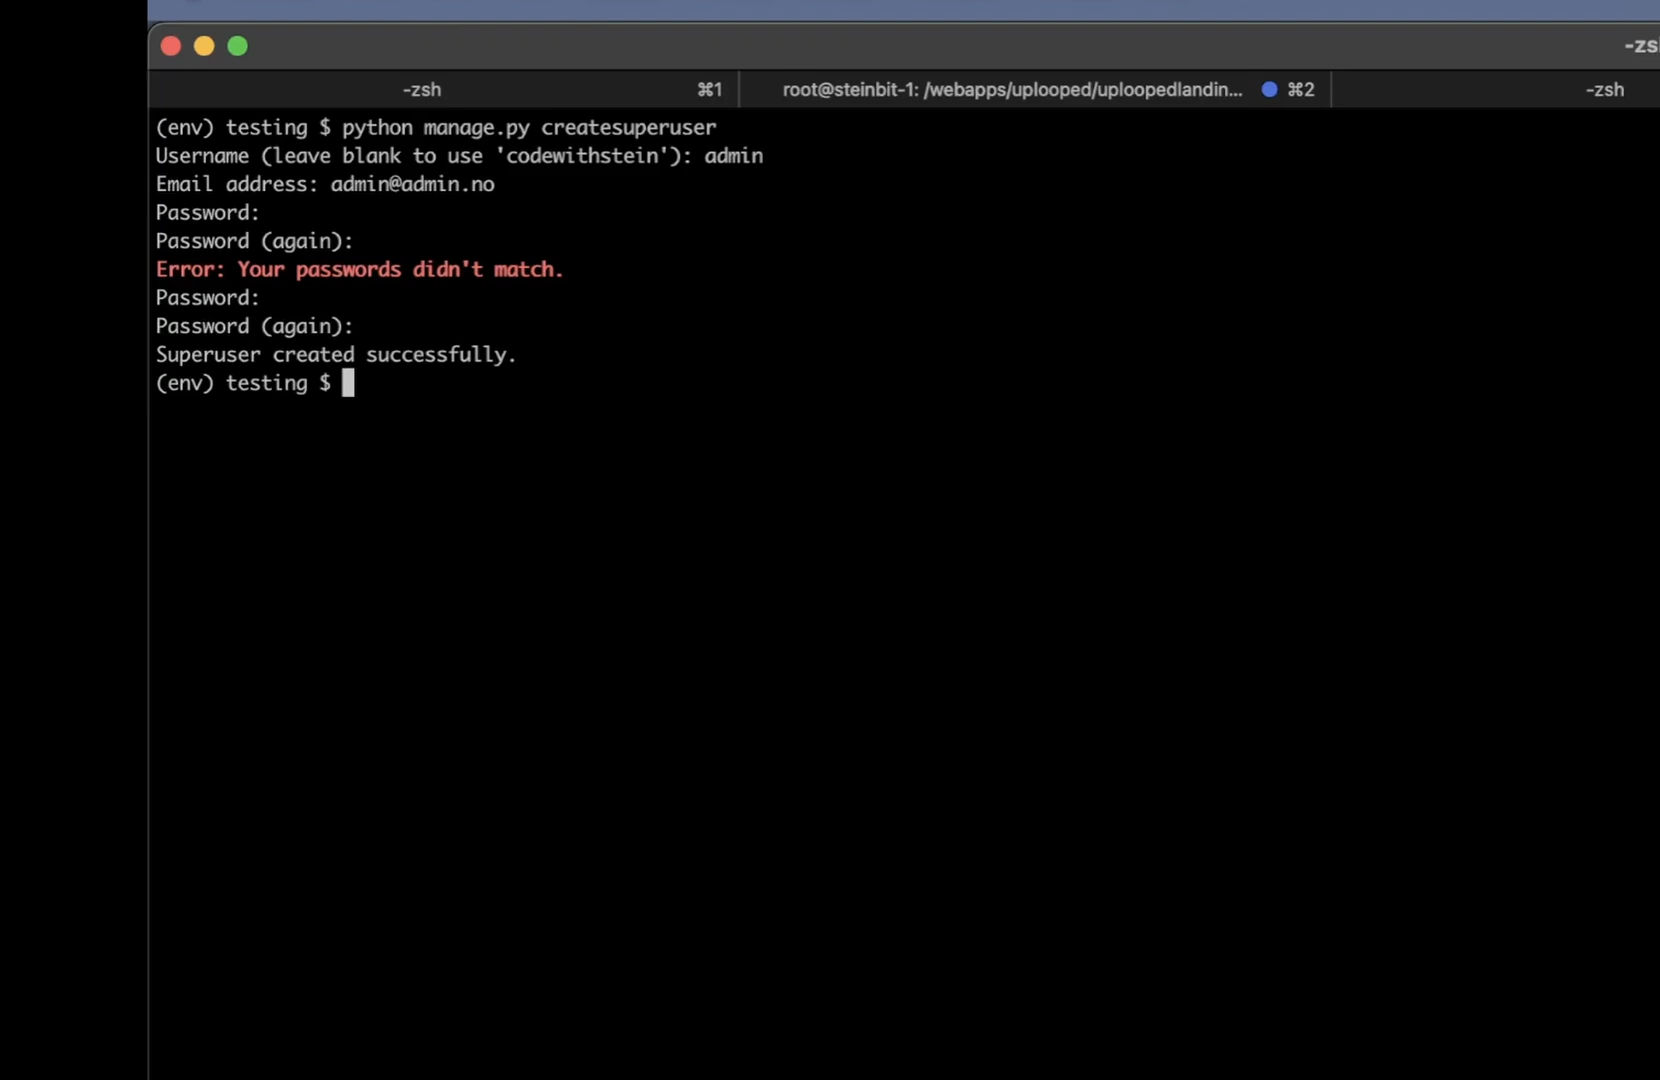 -zs
-zsh ⌘1 root@steinbit-1: /webapps/uplooped/uploopedlandin... ⌘2 -zsh
(env) testing $ python manage.py createsuperuser
Username (leave blank to use 'codewithstein'): admin
Email address: admin@admin.no
Password:
Password (again):
Error: Your passwords didn't match.
Password:
Password (again):
Superuser created successfully.
(env) testing $